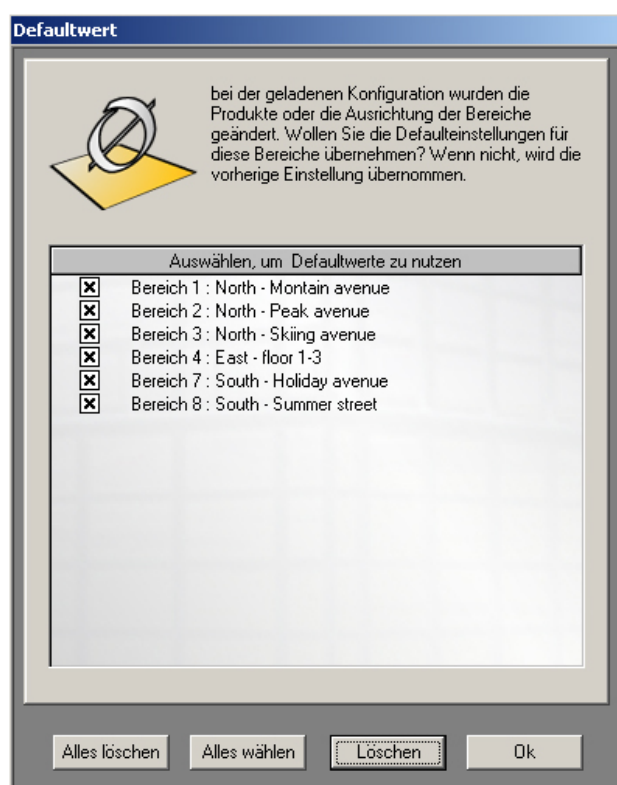 Defaultwert
bei der geladenen Konfiguration wurden die
Produkte oder die Ausrichtung der Bereiche
geändert. Wollen Sie die Defaulteinstellungen für
diese Bereiche übernehmen? Wenn nicht, wird die
vorherige Einstellung übernommen.
Auswählen, um Defaultwerte zu nutzen
Bereich 1 : North - Montain avenue
Bereich 2 : North - Peak avenue
Bereich 3 : North - Skiing avenue
Bereich 4 : East - floor 1-3
Bereich 7 : South - Holiday avenue
Bereich 8 : South - Summer street
Alles löschen Alles wählen Löschen Ok